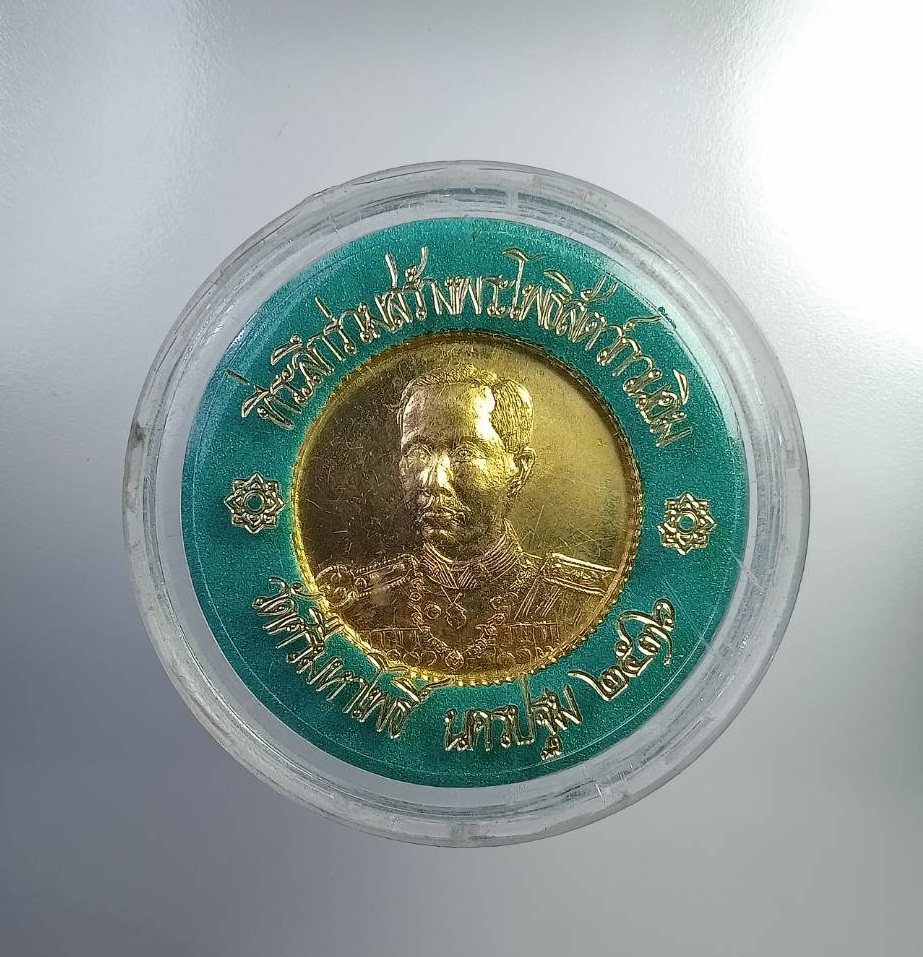 ที่ระลึกร่วมสร้างพระโพธิสัตว์กวนอิม
วัดศรีมหาโพธิ์ นครปฐม ๒๕๓๖